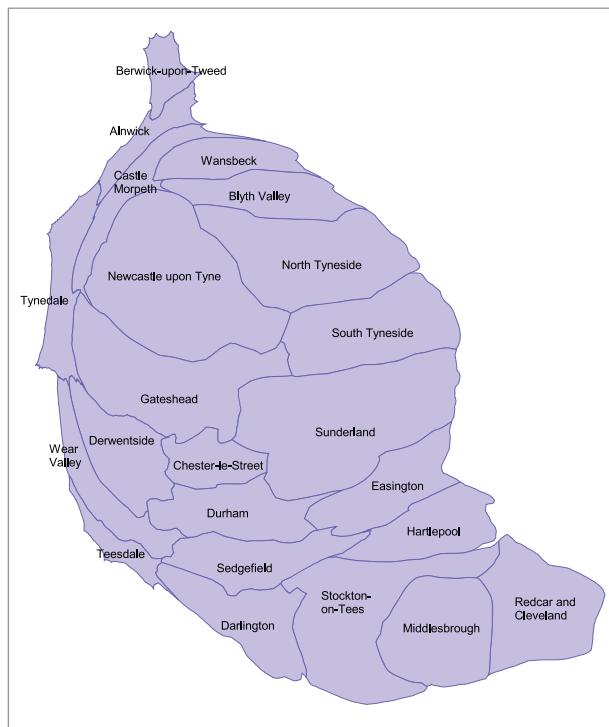 Berwick-upon-Tweed
Alnwick
Wansbeck
Castle
Morpeth
Blyth Valley
North Tyneside
Newcastle upon Tyne
Tynedale
South Tyneside
Gateshead
Sunderland
Derwentside
Wear
Valley
Chester-le-Street
Easington
Durham
Hartlepool
Teesdale
Sedgefield
Stockton-
on-Tees
Redcar and
Cleveland
Darlington
Middlesbrough